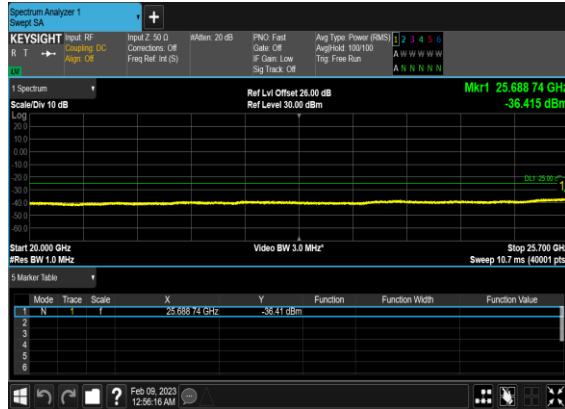 Spectrum Analyzer 1
Swept SA
KEYSIGHT
R T
LXI
Input: RF
Coupling: DC
Align: Off
Input Z: 50 Ω
Corrections: Off
Freq Ref: Int (S)
#Atten: 20 dB
PNO: Fast
Gate: Off
IF Gain: Low
Sig Track: Off
Avg Type: Power (RMS)
Avg|Hold: 100/100
Trig: Free Run
1 2 3 4 5 6
A W W W W W
A N N N N N
1 Spectrum
Scale/Div 10 dB
Ref Lvl Offset 26.00 dB
Ref Level 30.00 dBm
Mkr1 25.688 74 GHz
-36.415 dBm
Log
20.0
10.0
0.00
-10.0
-20.0
-30.0
-40.0
-50.0
-60.0
DL1 -25.00
1
Start 20.000 GHz
#Res BW 1.0 MHz
Video BW 3.0 MHz*
Stop 25.700 GHz
Sweep 10.7 ms (40001 pts
5 Marker Table
Mode Trace Scale X Y Function Function Width Function Value
1 N 1 f 25.688 74 GHz -36.41 dBm
2
3
4
5
6
? Feb 09, 2023
12:56:16 AM